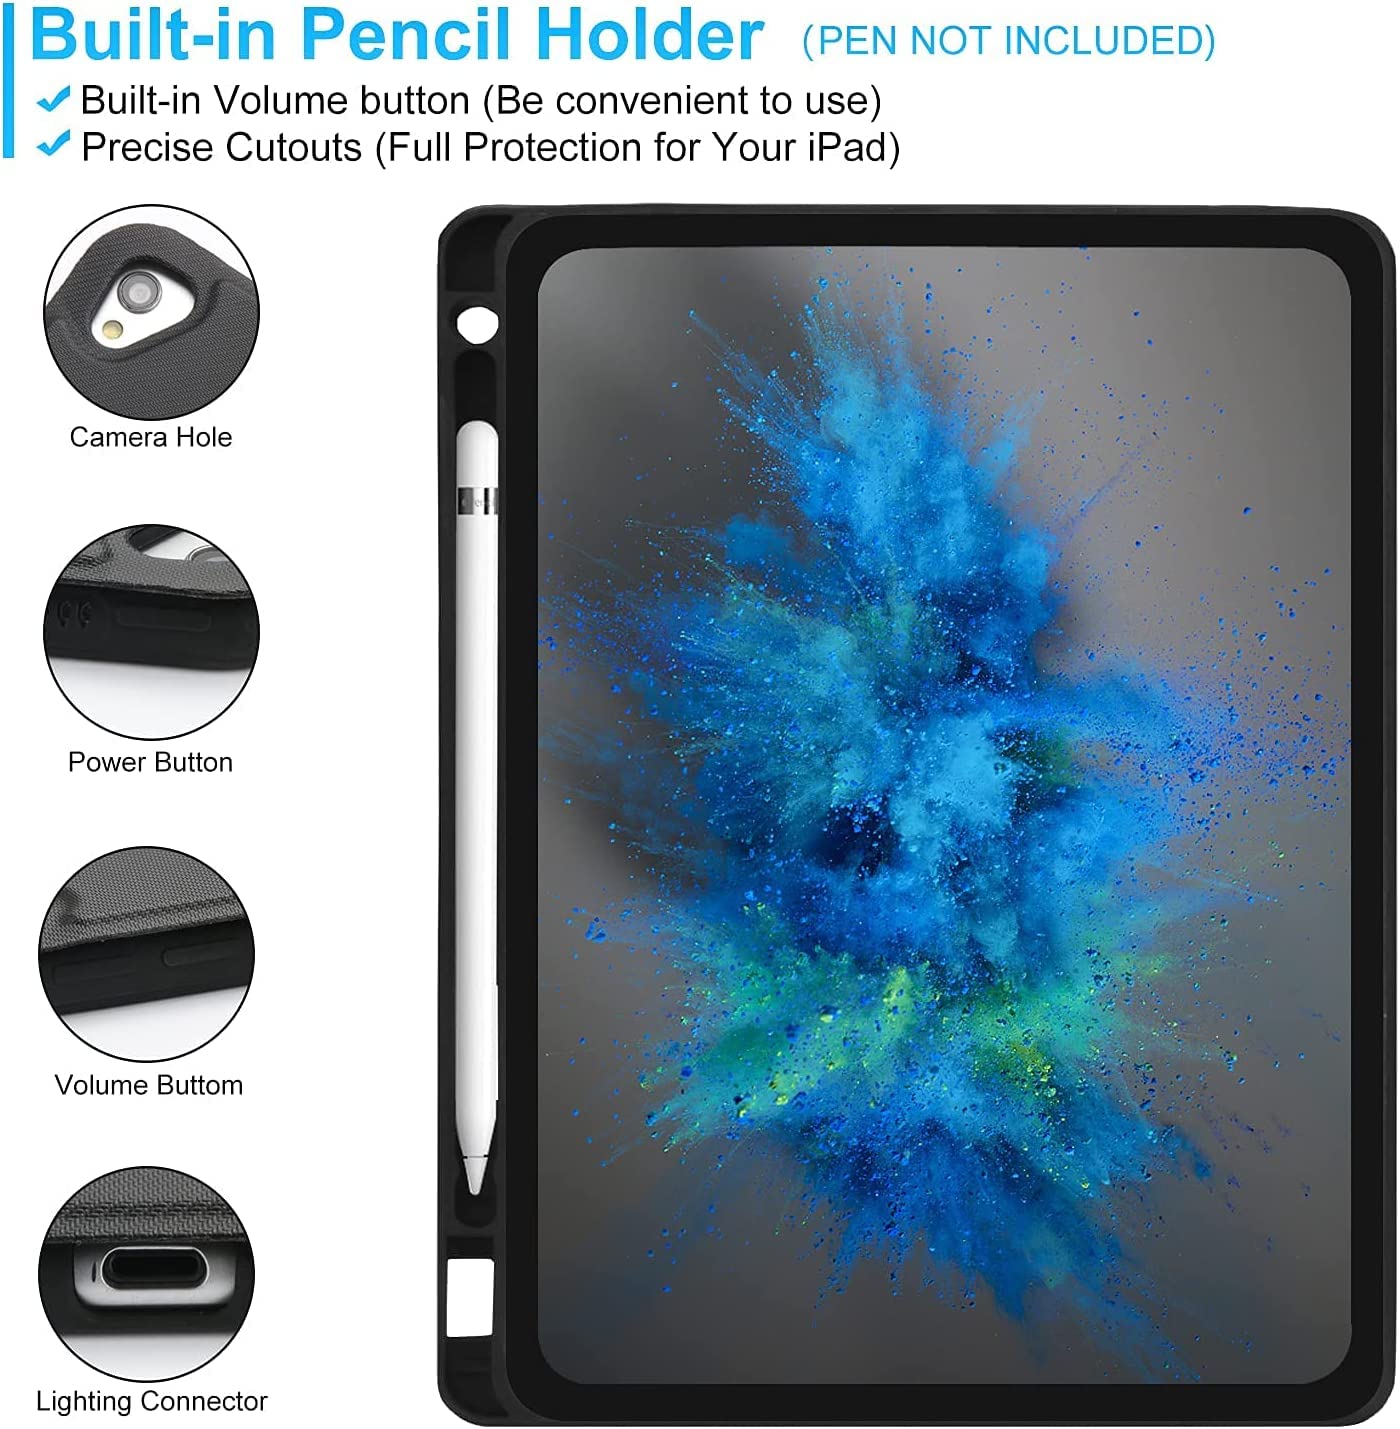 Built-in Pencil Holder (PEN NOT INCLUDED)
Built-in Volume button (Be convenient to use)
Precise Cutouts (Full Protection for Your iPad)
Camera Hole
Power Button
Volume Buttom
Lighting Connector